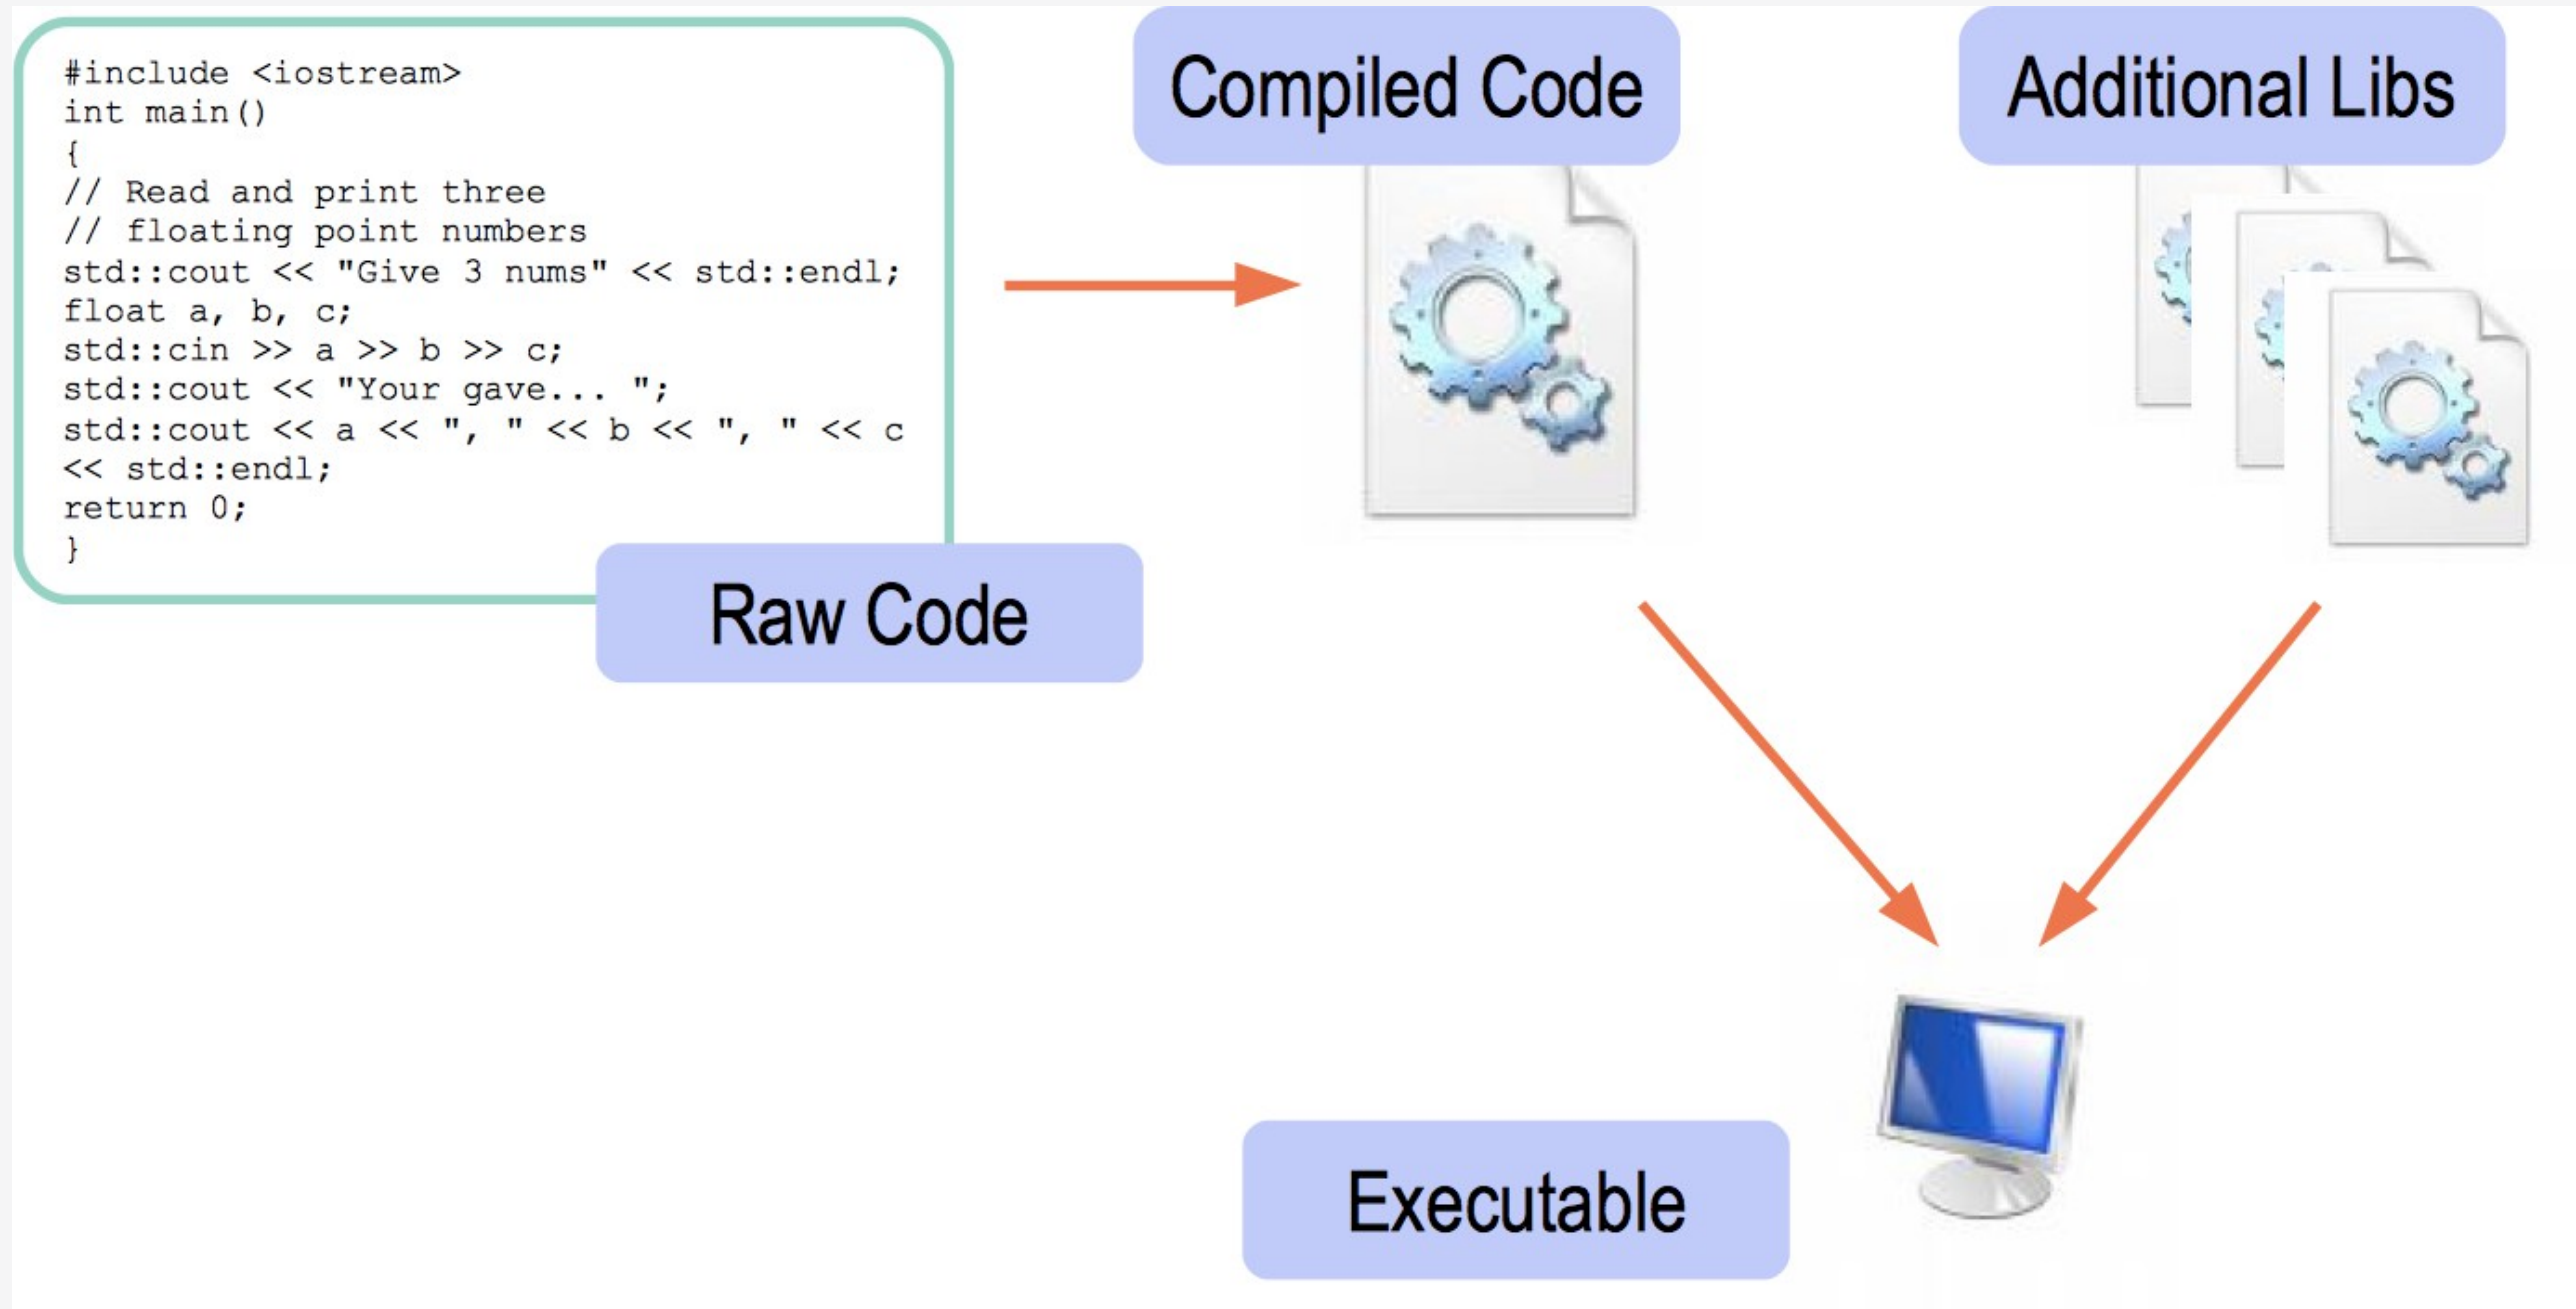 #include <iostream>
int main()
{
// Read and print three
// floating point numbers
std::cout << "Give 3 nums" << std::endl;
float a, b, c;
std::cin >> a >> b >> c;
std::cout << "Your gave... ";
std::cout << a << ", " << b << ", " << c
<< std::endl;
return 0;
}
Raw Code
Compiled Code
Additional Libs
Executable